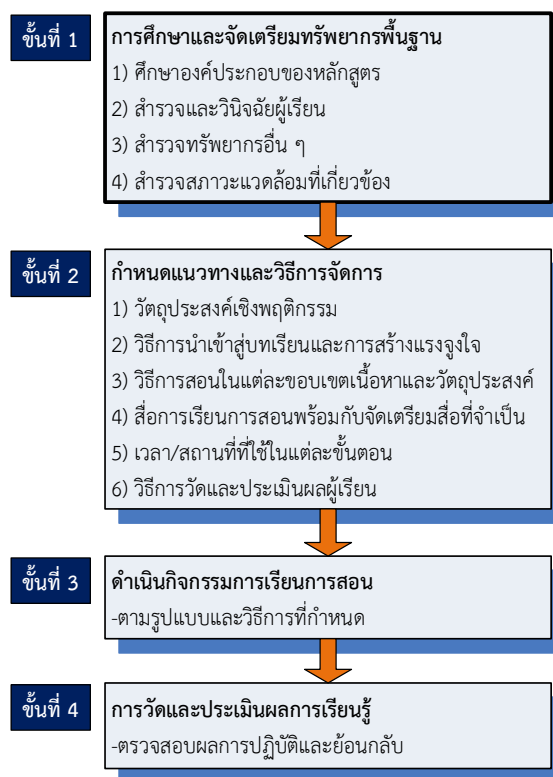 ขั้นที่ 1
การศึกษาและจัดเตรียมทรัพยากรพื้นฐาน
1) ศึกษาองค์ประกอบของหลักสูตร
2) สำรวจและวินิจฉัยผู้เรียน
3) สำรวจทรัพยากรอื่น ๆ
4) สำรวจสภาวะแวดล้อมที่เกี่ยวข้อง
ขั้นที่ 2
กำหนดแนวทางและวิธีการจัดการ
1) วัตถุประสงค์เชิงพฤติกรรม
2) วิธีการนำเข้าสู่บทเรียนและการสร้างแรงจูงใจ
3) วิธีการสอนในแต่ละขอบเขตเนื้อหาและวัตถุประสงค์
4) สื่อการเรียนการสอนพร้อมกับจัดเตรียมสื่อที่จำเป็น
5) เวลา/สถานที่ที่ใช้ในแต่ละขั้นตอน
6) วิธีการวัดและประเมินผลผู้เรียน
ขั้นที่ 3
ดำเนินกิจกรรมการเรียนการสอน
-ตามรูปแบบและวิธีการที่กำหนด
ขั้นที่ 4
การวัดและประเมินผลการเรียนรู้
-ตรวจสอบผลการปฏิบัติและย้อนกลับ